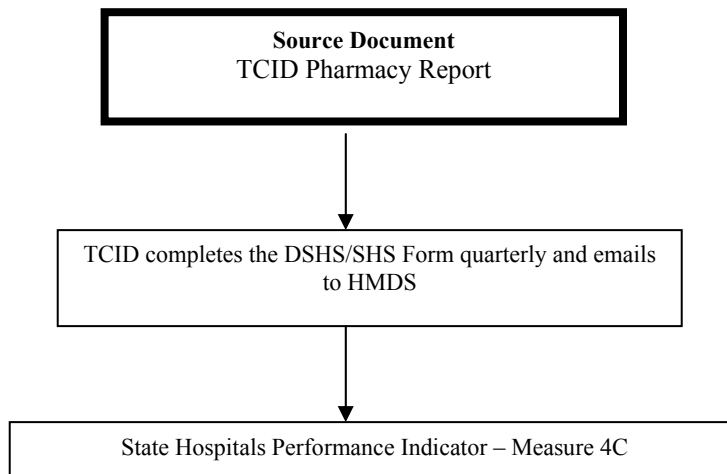 Source Document
TCID Pharmacy Report
TCID completes the DSHS/SHS Form quarterly and emails
to HMDS
State Hospitals Performance Indicator – Measure 4C